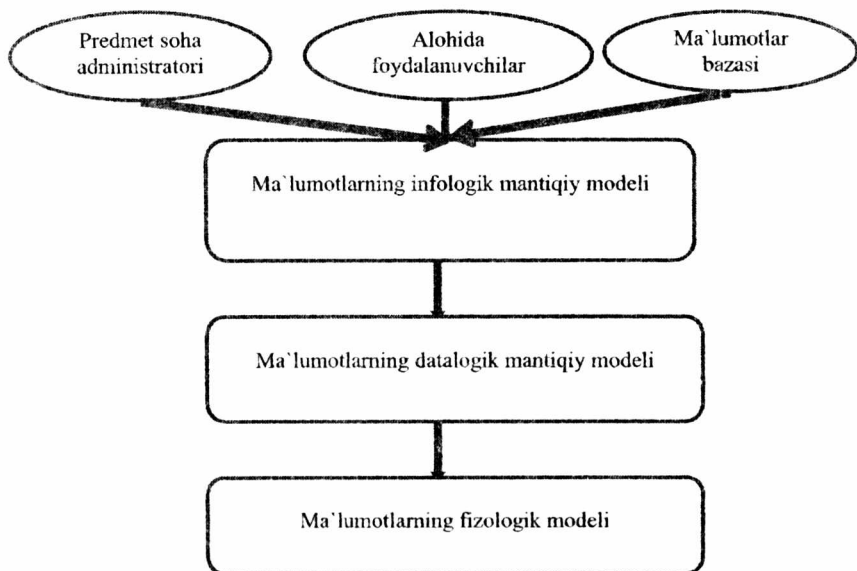 Predmet soha
administratori
Alohida
foydalanuvchilar
Ma`lumotlar
bazasi
Ma`lumotlarning infologik mantiqiy modeli
Ma`lumotlarning datalogik mantiqiy modeli
Ma`lumotlarning fizologik modeli